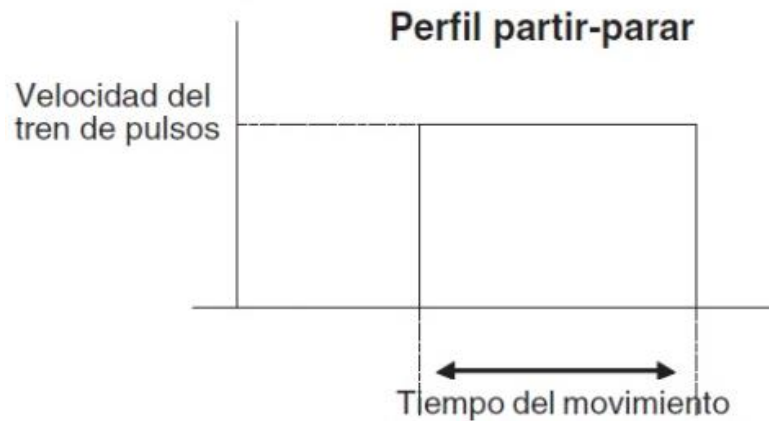 Perfil partir-parar
Velocidad del
tren de pulsos
Tiempo del movimiento